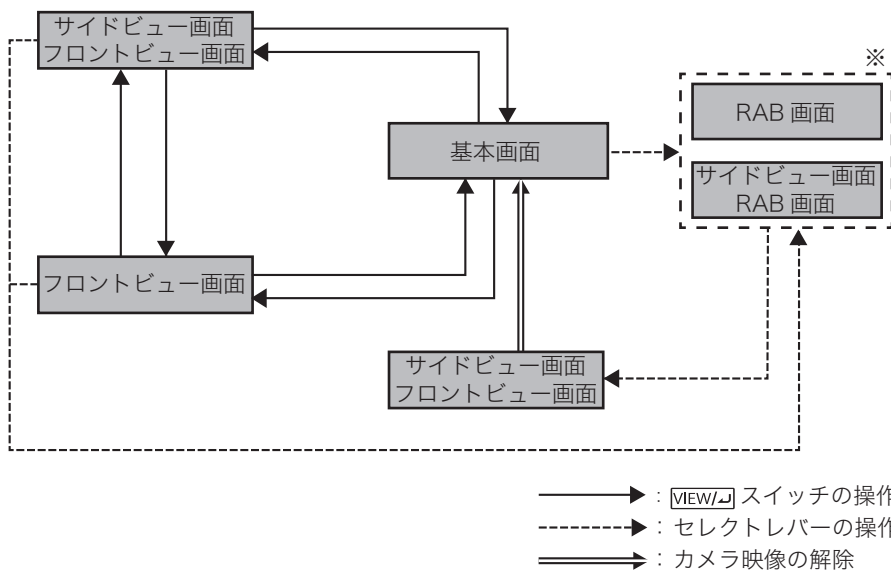 サイドビュー画面
フロントビュー画面
※
RAB 画面
基本画面
サイドビュー画面
RAB 画面
フロントビュー画面
サイドビュー画面
フロントビュー画面
: VIEW/⮠ スイッチの操作
: セレクトレバーの操作
: カメラ映像の解除